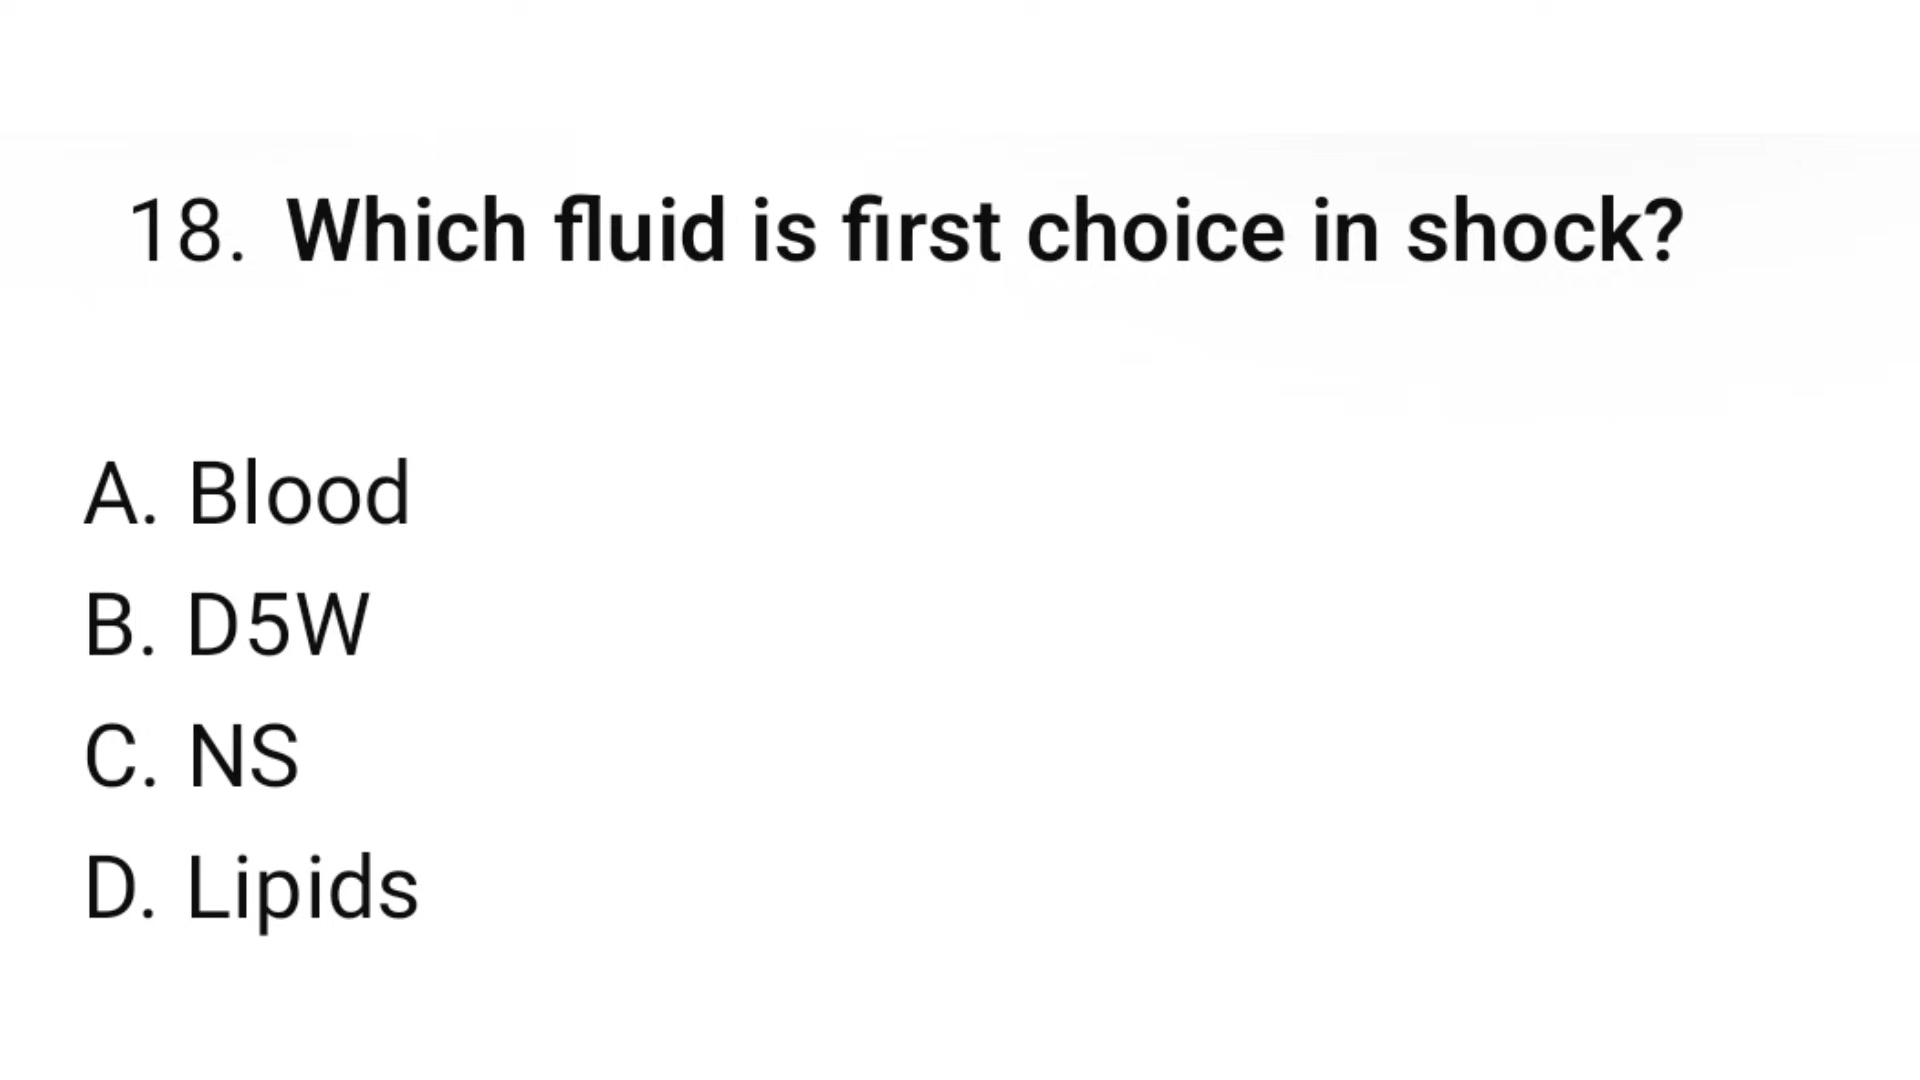 18. Which fluid is first choice in shock?
A. Blood
B. D5W
C. NS
D. Lipids